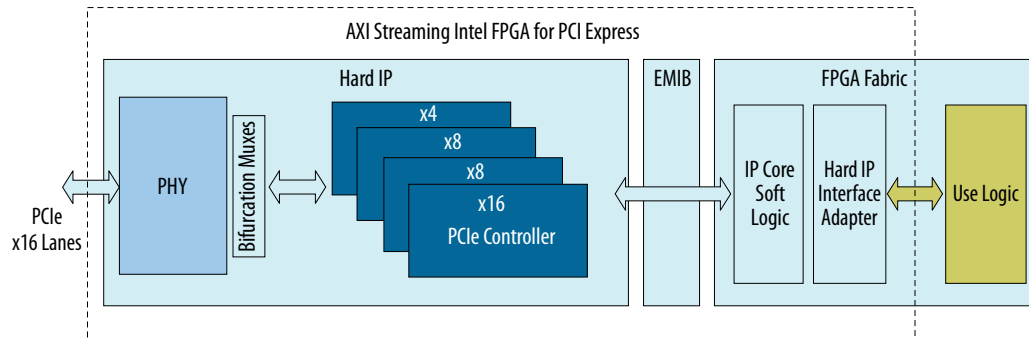 AXI Streaming Intel FPGA for PCI Express
Hard IP
EMIB
FPGA Fabric
PCIe
x16 Lanes
PHY
Bifurcation Muxes
x4
x8
x8
x16
PCIe Controller
IP Core
Soft
Logic
Hard IP
Interface
Adapter
Use Logic